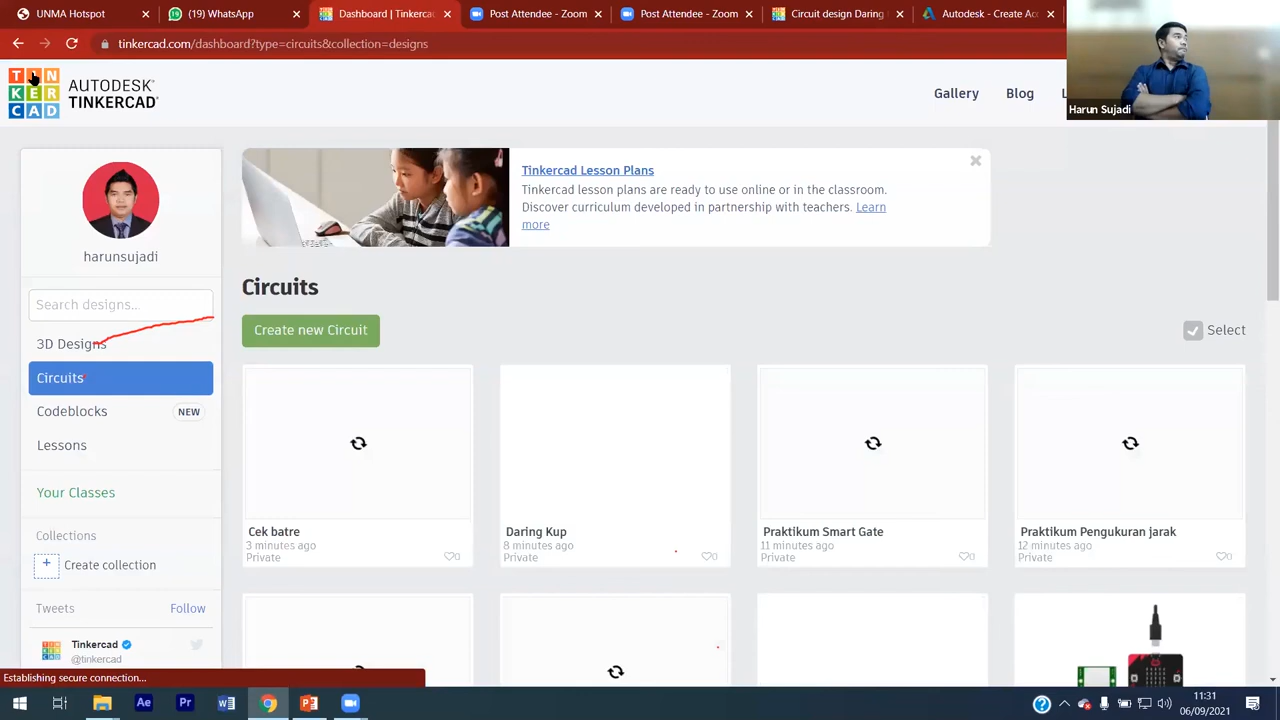 UNMA Hotspot
(19) WhatsApp
Dashboard | Tinkercad
Post Attendee - Zoom
Post Attendee - Zoom
Circuit design Daring
Autodesk - Create Ac
tinkercad.com/dashboard?type=circuits&collection=designs
TIN
KER
CAD
AUTODESK
TINKERCAD
Gallery
Blog
L
Harun Sujadi
harunsujadi
Search designs...
3D Designs
Circuits
Codeblocks
NEW
Lessons
Your Classes
Collections
+ Create collection
Tweets
Follow
Tinkercad
@tinkercad
Tinkercad Lesson Plans
Tinkercad lesson plans are ready to use online or in the classroom.
Discover curriculum developed in partnership with teachers. Learn
more
Circuits
Create new Circuit
Select
Cek batre
3 minutes ago
Private
0
Daring Kup
8 minutes ago
Private
0
Praktikum Smart Gate
11 minutes ago
Private
0
Praktikum Pengukuran jarak
12 minutes ago
Private
0
Establishing secure connection...
Ae
Pr
11:31
06/09/2021